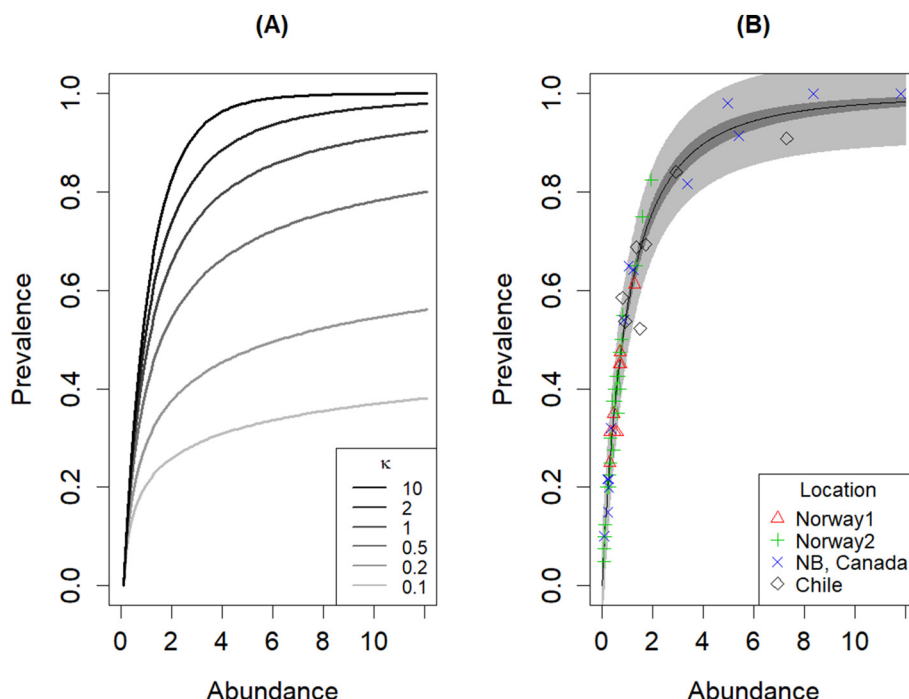 (A)
Prevalence
1.0
0.8
0.6
0.4
0.2
0.0
κ
10
2
1
0.5
0.2
0.1
0 2 4 6 8 10
Abundance
(B)
Prevalence
1.0
0.8
0.6
0.4
0.2
0.0
Location
Norway1
Norway2
NB, Canada
Chile
0 2 4 6 8 10
Abundance